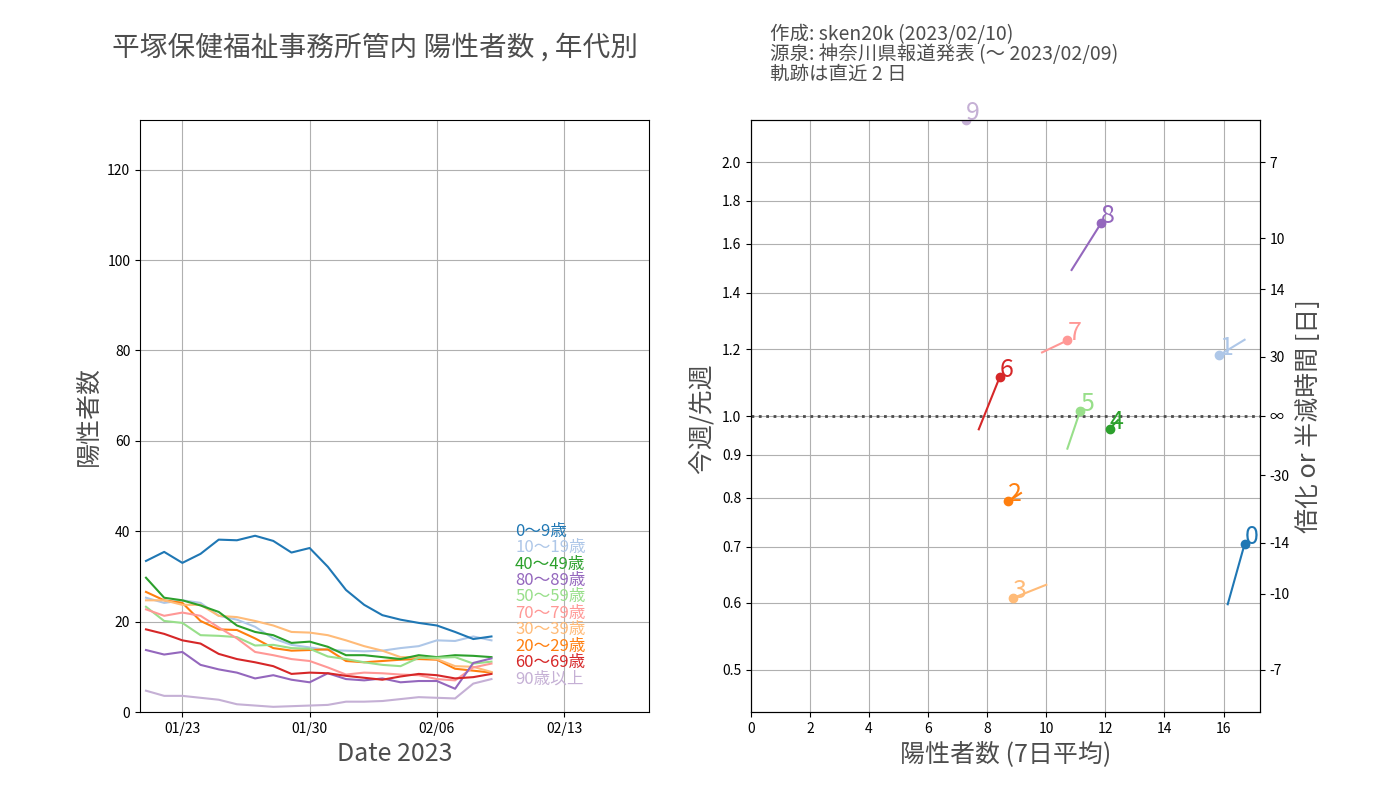 平塚保健福祉事務所管内 陽性者数 , 年代別
作成: sken20k (2023/02/10)
源泉: 神奈川県報道発表 (～ 2023/02/09)
軌跡は直近 2 日
陽性者数
120
100
80
60
40
20
0
01/23
01/30
02/06
02/13
Date 2023
0～9歳
10～19歳
40～49歳
80～89歳
50～59歳
70～79歳
30～39歳
20～29歳
60～69歳
90歳以上
今週/先週
2.0
1.8
1.6
1.4
1.2
1.0
0.9
0.8
0.7
0.6
0.5
9
8
7
1
6
5
4
2
0
3
0
2
4
6
8
10
12
14
16
陽性者数 (7日平均)
7
10
14
30
∞
-30
-14
-10
-7
倍化 or 半減時間 [日]